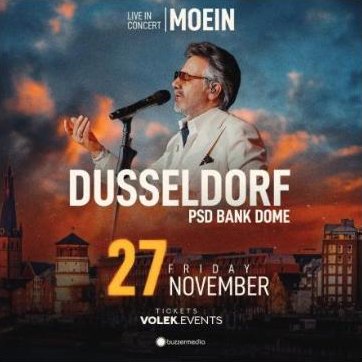 LIVE IN
CONCERT
MOEIN
DUSSELDORF
PSD BANK DOME
27
FRIDAY
NOVEMBER
TICKETS
VOLEK.EVENTS
buzzermedia